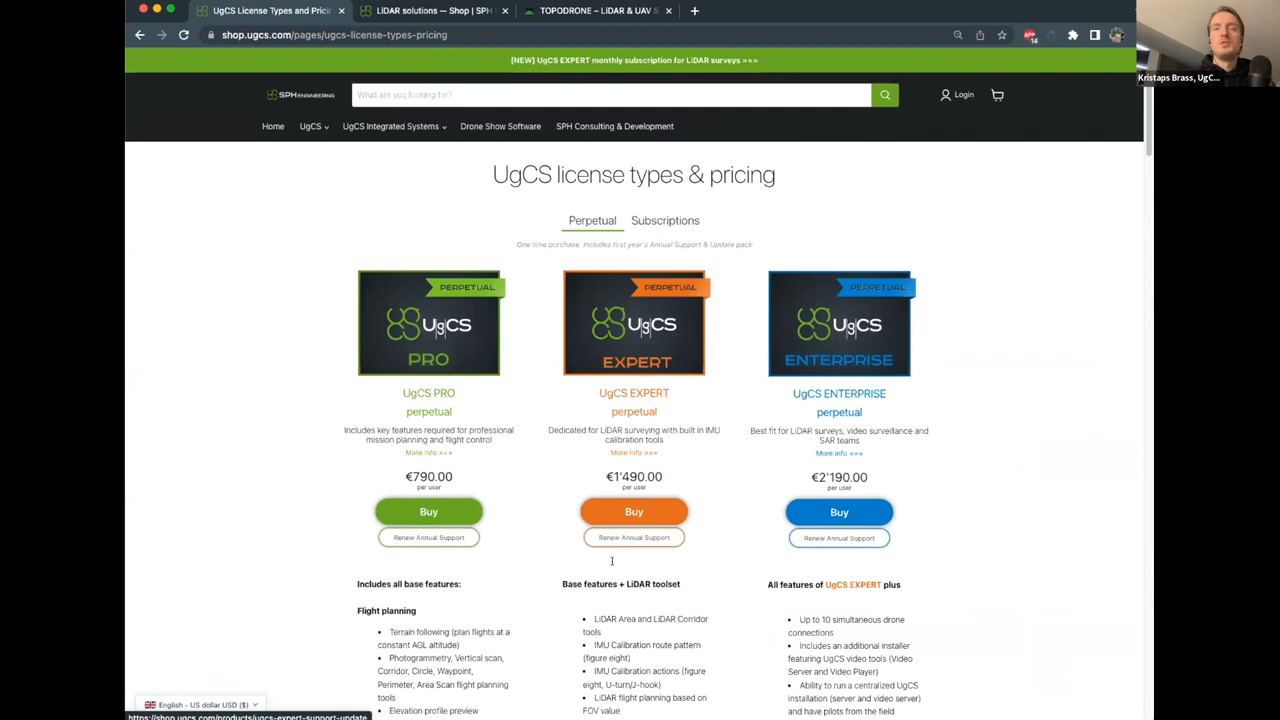 UgCS License Types and Pricin
LiDAR solutions — Shop | SPH
TOPODRONE – LiDAR & UAV S
shop.ugcs.com/pages/ugcs-license-types-pricing
Kristaps Brass, UgC...
[NEW] UgCS EXPERT monthly subscription for LiDAR surveys »»»
SPH ENGINEERING
What are you looking for?
Login
Home
UgCS
UgCS Integrated Systems
Drone Show Software
SPH Consulting & Development
UgCS license types & pricing
Perpetual
Subscriptions
One time purchase. Includes first year's Annual Support & Update pack
PERPETUAL
UgCS
PRO
PERPETUAL
UgCS
EXPERT
PERPETUAL
UgCS
ENTERPRISE
UgCS PRO
perpetual
Includes key features required for professional
mission planning and flight control
More info »»»
€790.00
per user
Buy
Renew Annual Support
UgCS EXPERT
perpetual
Dedicated for LiDAR surveying with built in IMU
calibration tools
More info »»»
€1'490.00
per user
Buy
Renew Annual Support
UgCS ENTERPRISE
perpetual
Best fit for LiDAR surveys, video surveillance and
SAR teams
More info »»»
€2'190.00
per user
Buy
Renew Annual Support
Includes all base features:
Flight planning
• Terrain following (plan flights at a
constant AGL altitude)
• Photogrammetry, Vertical scan,
Corridor, Circle, Waypoint,
Perimeter, Area Scan flight planning
tools
• Elevation profile preview
Base features + LiDAR toolset
• LiDAR Area and LiDAR Corridor
tools
• IMU Calibration route pattern
(figure eight)
• IMU Calibration actions (figure
eight, U-turn/J-hook)
• LiDAR flight planning based on
FOV value
All features of UgCS EXPERT plus
• Up to 10 simultaneous drone
connections
• Includes an additional installer
featuring UgCS video tools (Video
Server and Video Player)
• Ability to run a centralized UgCS
installation (server and video server)
and have pilots from the field
English - US dollar USD ($)
https://shop.ugcs.com/products/ugcs-expert-support-update